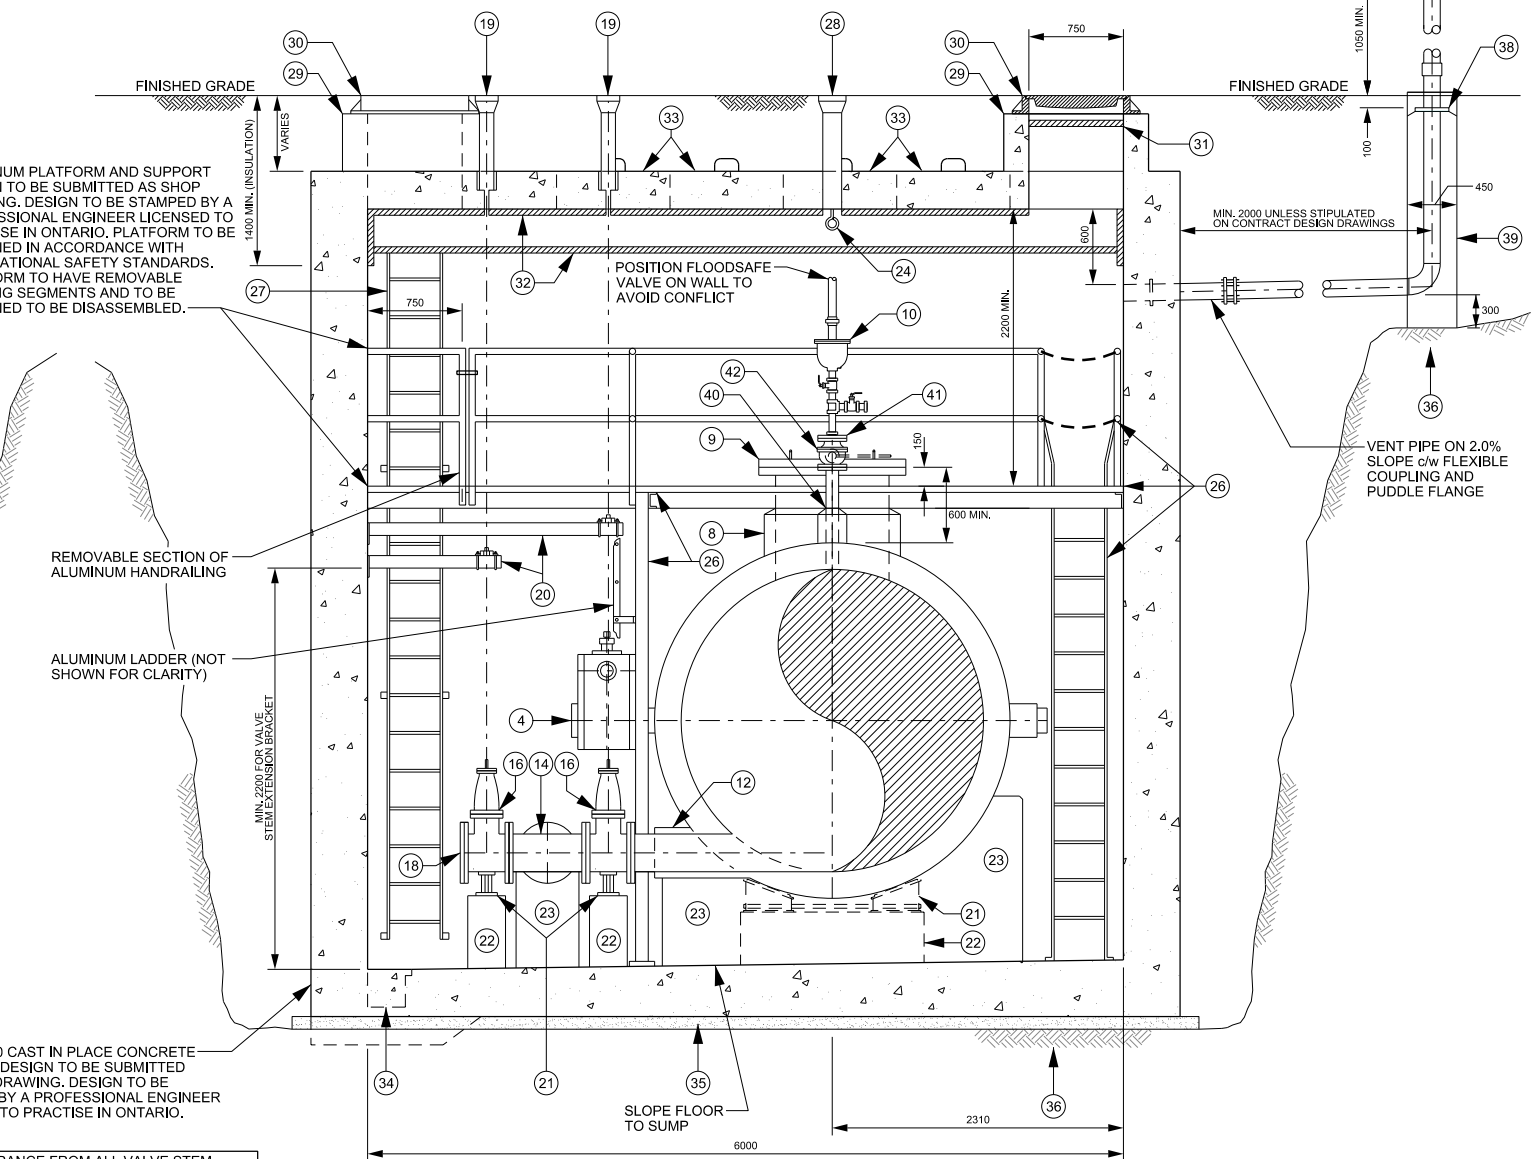 19
19
28
30
30
750
1050 MIN.
38
29
29
FINISHED GRADE
FINISHED GRADE
VARIES
1400 MIN. (INSULATION)
33
33
31
100
450
NUM PLATFORM AND SUPPORT
TO BE SUBMITTED AS SHOP
DESIGN TO BE STAMPED BY A
ENGINEER LICENSED TO
IN ONTARIO. PLATFORM TO BE
IN ACCORDANCE WITH
SAFETY STANDARDS.
TO HAVE REMOVABLE
SEGMENTS AND TO BE
TO BE DISASSEMBLED.
MIN. 2000 UNLESS STIPULATED
ON CONTRACT DESIGN DRAWINGS
600
39
27
32
24
POSITION FLOODSAFE
VALVE ON WALL TO
AVOID CONFLICT
750
10
2200 MIN.
300
42
41
40
36
9
150
VENT PIPE ON 2.0%
SLOPE c/w FLEXIBLE
COUPLING AND
PUDDLE FLANGE
26
600 MIN.
8
REMOVABLE SECTION OF
ALUMINUM HANDRAILING
26
20
ALUMINUM LADDER (NOT
SHOWN FOR CLARITY)
4
MIN. 2200 FOR VALVE
STEM EXTENSION BRACKET
16
14
16
12
18
23
23
23
21
22
22
22
0 CAST IN PLACE CONCRETE
DESIGN TO BE SUBMITTED
DRAWING. DESIGN TO BE
BY A PROFESSIONAL ENGINEER
TO PRACTISE IN ONTARIO.
34
21
35
36
SLOPE FLOOR
TO SUMP
2310
6000
FROM ALL VALVE STEM